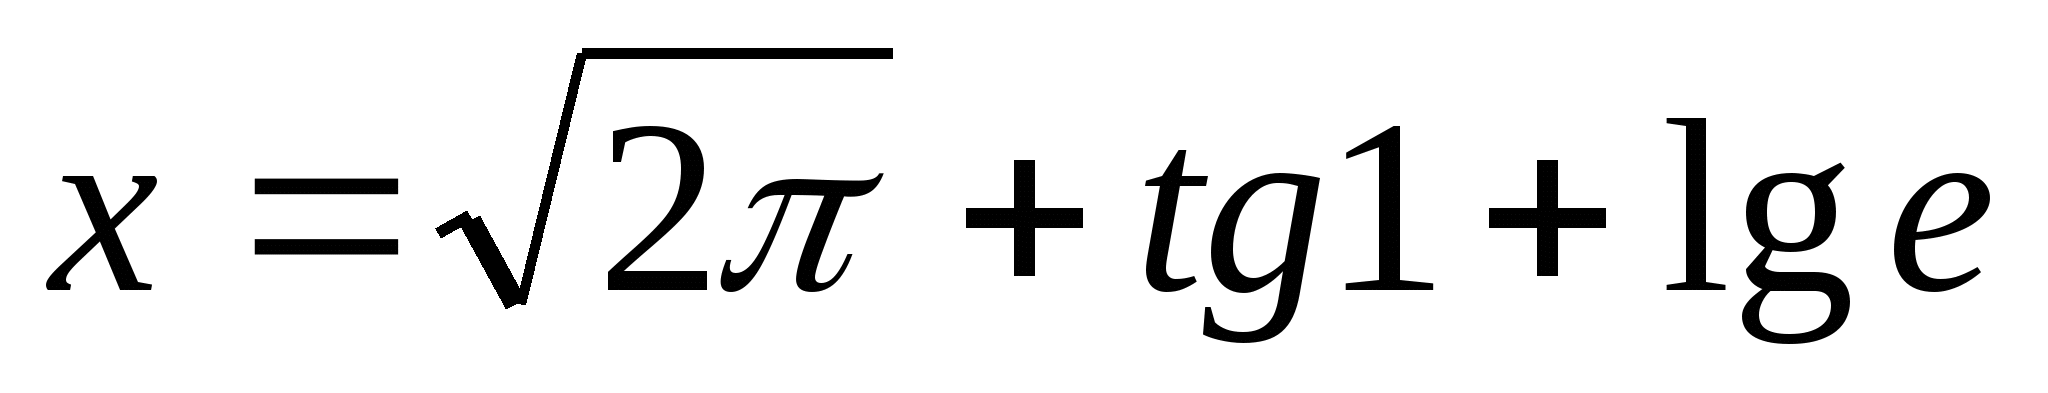 x = √2π + tg1 + lg e